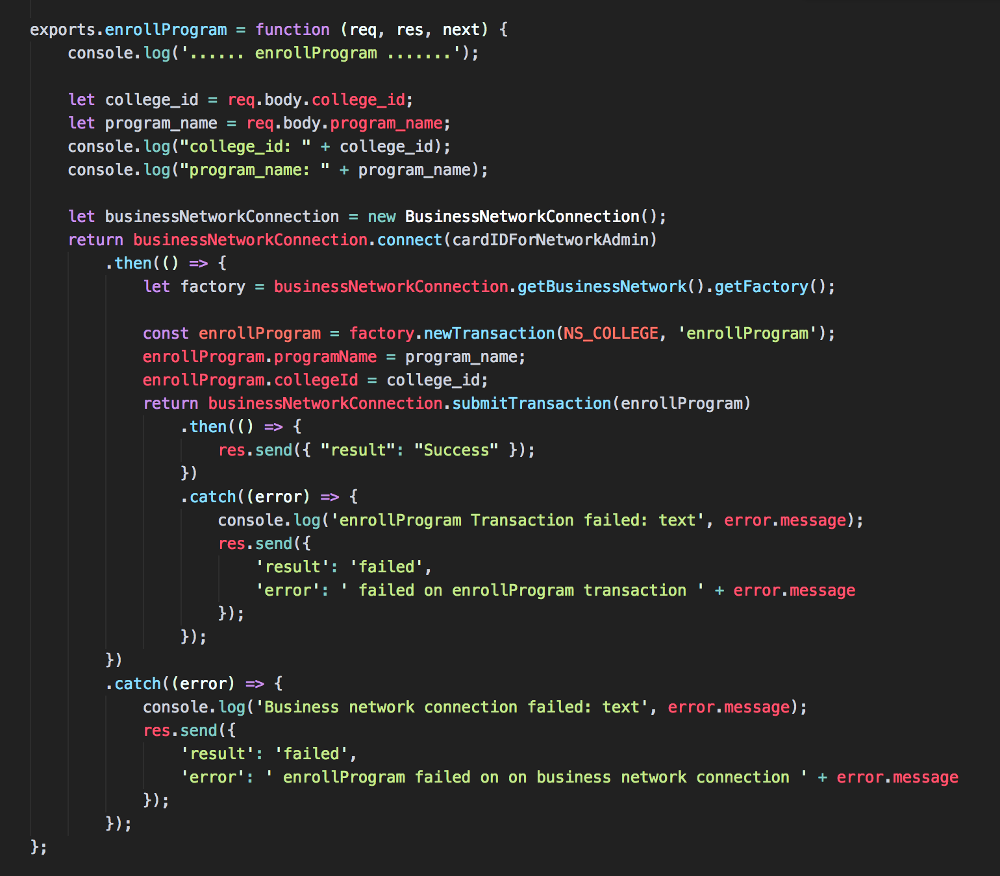 exports.enrollProgram = function (req, res, next) {
    console.log('...... enrollProgram .......');
    let college_id = req.body.college_id;
    let program_name = req.body.program_name;
    console.log("college_id: " + college_id);
    console.log("program_name: " + program_name);
    let businessNetworkConnection = new BusinessNetworkConnection();
    return businessNetworkConnection.connect(cardIDForNetworkAdmin)
        .then(() => {
            let factory = businessNetworkConnection.getBusinessNetwork().getFactory();
            const enrollProgram = factory.newTransaction(NS_COLLEGE, 'enrollProgram');
            enrollProgram.programName = program_name;
            enrollProgram.collegeId = college_id;
            return businessNetworkConnection.submitTransaction(enrollProgram)
                .then(() => {
                    res.send({ "result": "Success" });
                })
                .catch((error) => {
                    console.log('enrollProgram Transaction failed: text', error.message);
                    res.send({
                        'result': 'failed',
                        'error': ' failed on enrollProgram transaction ' + error.message
                    });
                });
        })
        .catch((error) => {
            console.log('Business network connection failed: text', error.message);
            res.send({
                'result': 'failed',
                'error': ' enrollProgram failed on on business network connection ' + error.message
            });
        });
};